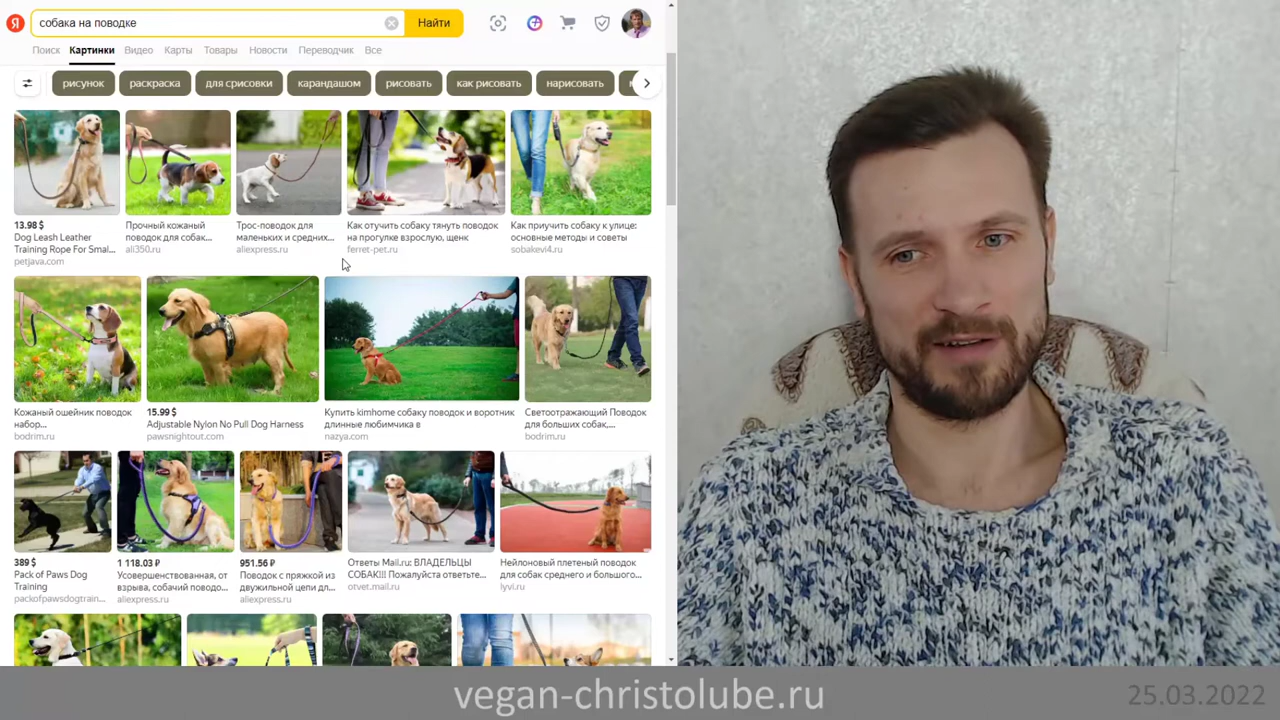 Я
собака на поводке
Найти
Поиск Картинки Видео Карты Товары Новости Переводчик Все
рисунок раскраска для срисовки карандашом рисовать как рисовать нарисовать
13.98 $
Dog Leash Leather
Training Rope For Smal...
petjava.com
Прочный кожаный
поводок для собак...
ali350.ru
Трос-поводок для
маленьких и средних...
aliexpress.ru
Как отучить собаку тянуть поводок
на прогулке взрослую, щенк
ferret-pet.ru
Как приучить собаку к улице:
основные методы и советы
sobakevi4.ru
Кожаный ошейник поводок
набор...
bodrim.ru
15.99 $
Adjustable Nylon No Pull Dog Harness
pawsnightout.com
Купить kimhome собаку поводок и воротник
длинные любимчика в
nazya.com
Светоотражающий Поводок
для больших собак,...
bodrim.ru
389 $
Pack of Paws Dog
Training
packofpawsdogtrain...
1 118.03 ₽
Усовершенствованная, от
взрыва, собачий поводо...
aliexpress.ru
951.56 ₽
Поводок с пряжкой из
двужильной цепи дл...
aliexpress.ru
Ответы Mail.ru: ВЛАДЕЛЬЦЫ
СОБАК!!! Пожалуйста ответьте...
otvet.mail.ru
Нейлоновый плетеный поводок
для собак среднего и большого...
lyvi.ru
vegan-christolube.ru
25.03.2022